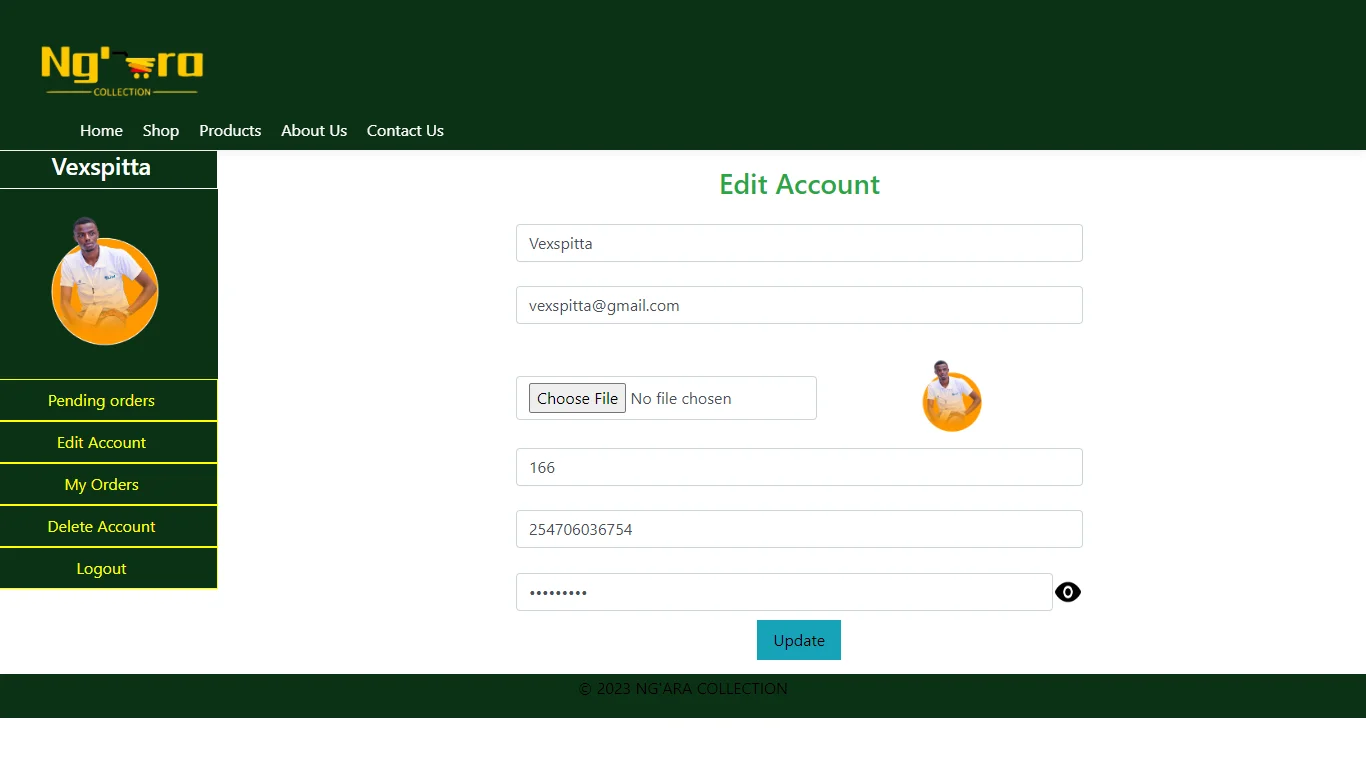 Ng' ra
COLLECTION
Home Shop Products About Us Contact Us
Vexspitta
Pending orders
Edit Account
My Orders
Delete Account
Logout
Edit Account
Vexspitta
vexspitta@gmail.com
Choose File No file chosen
166
254706036754
•••••••••
Update
© 2023 NG'ARA COLLECTION